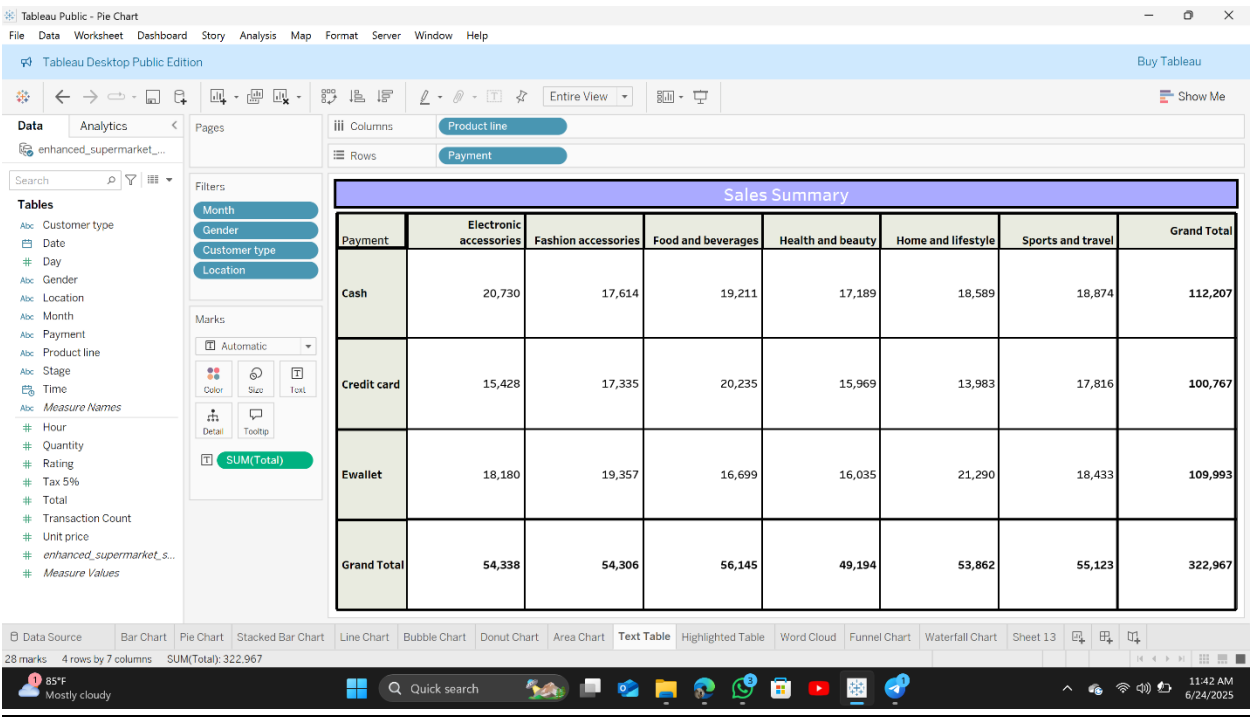 Tableau Public - Pie Chart
File Data Worksheet Dashboard Story Analysis Map Format Server Window Help
Tableau Desktop Public Edition Buy Tableau
Entire View Show Me
Data Analytics
enhanced_supermarket_...
Search
Tables
Abc Customer type
Date
# Day
Abc Gender
Abc Location
Abc Month
Abc Payment
Abc Product line
Abc Stage
Time
Abc Measure Names
# Hour
# Quantity
# Rating
# Tax 5%
# Total
# Transaction Count
# Unit price
# enhanced_supermarket_s...
# Measure Values
Pages
Filters
Month
Gender
Customer type
Location
Marks
Automatic
Color Size Text
Detail Tooltip
SUM(Total)
Columns Product line
Rows Payment
Sales Summary
Payment Electronic accessories Fashion accessories Food and beverages Health and beauty Home and lifestyle Sports and travel Grand Total
Cash 20,730 17,614 19,211 17,189 18,589 18,874 112,207
Credit card 15,428 17,335 20,235 15,969 13,983 17,816 100,767
Ewallet 18,180 19,357 16,699 16,035 21,290 18,433 109,993
Grand Total 54,338 54,306 56,145 49,194 53,862 55,123 322,967
Data Source Bar Chart Pie Chart Stacked Bar Chart Line Chart Bubble Chart Donut Chart Area Chart Text Table Highlighted Table Word Cloud Funnel Chart Waterfall Chart Sheet 13
28 marks 4 rows by 7 columns SUM(Total): 322,967
1 85°F
Mostly cloudy
Quick search
3
1
11:42 AM
6/24/2025